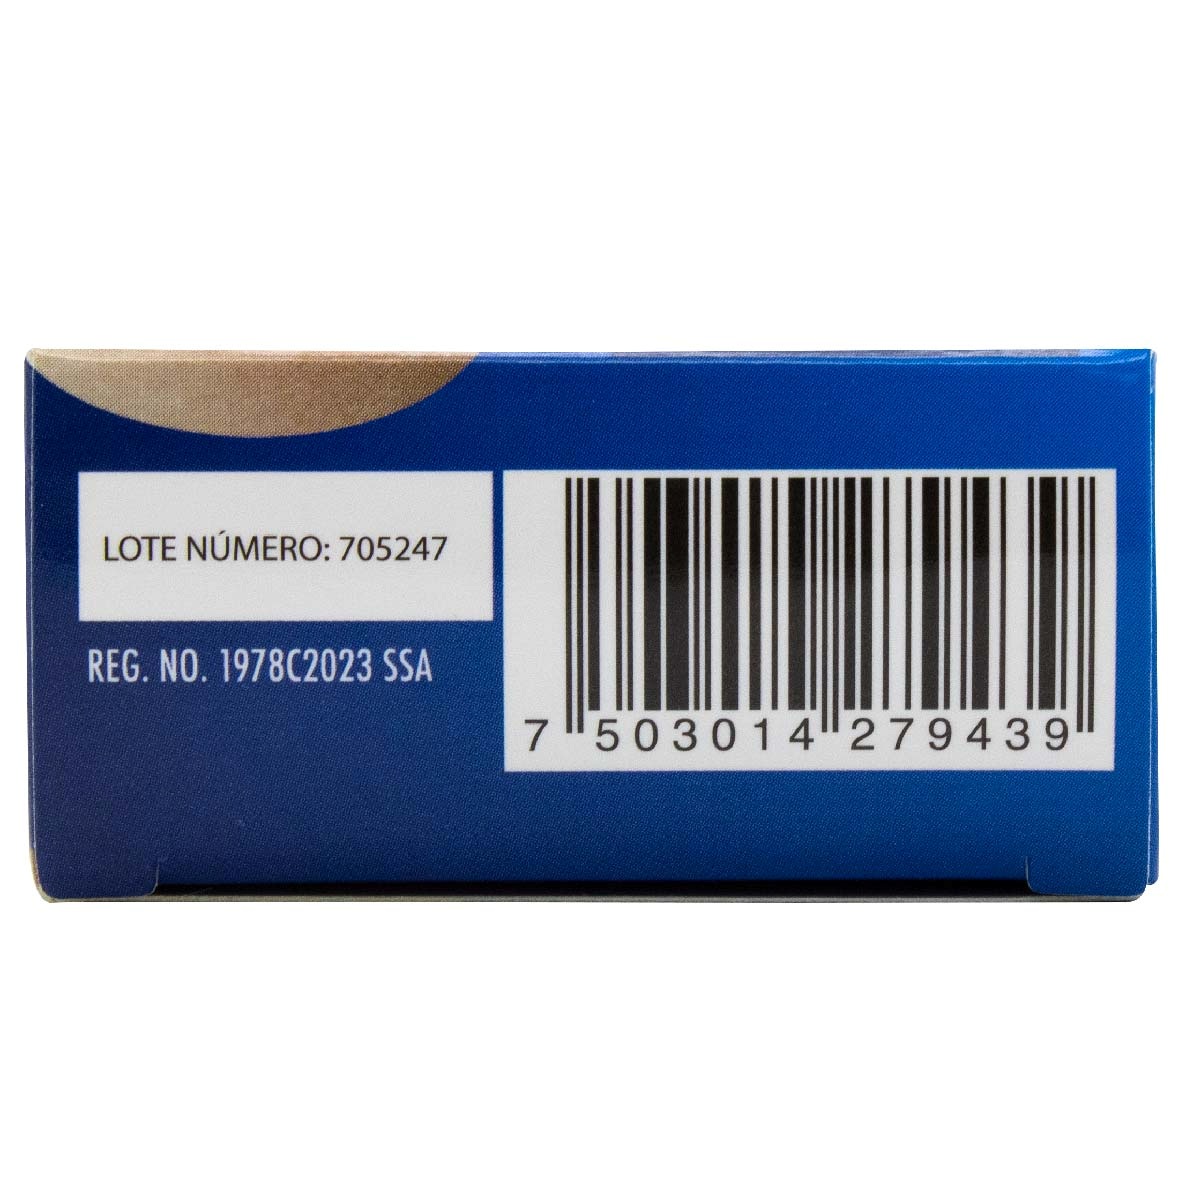 LOTE NÚMERO: 705247
REG. NO. 1978C2023 SSA
7 503014 279439